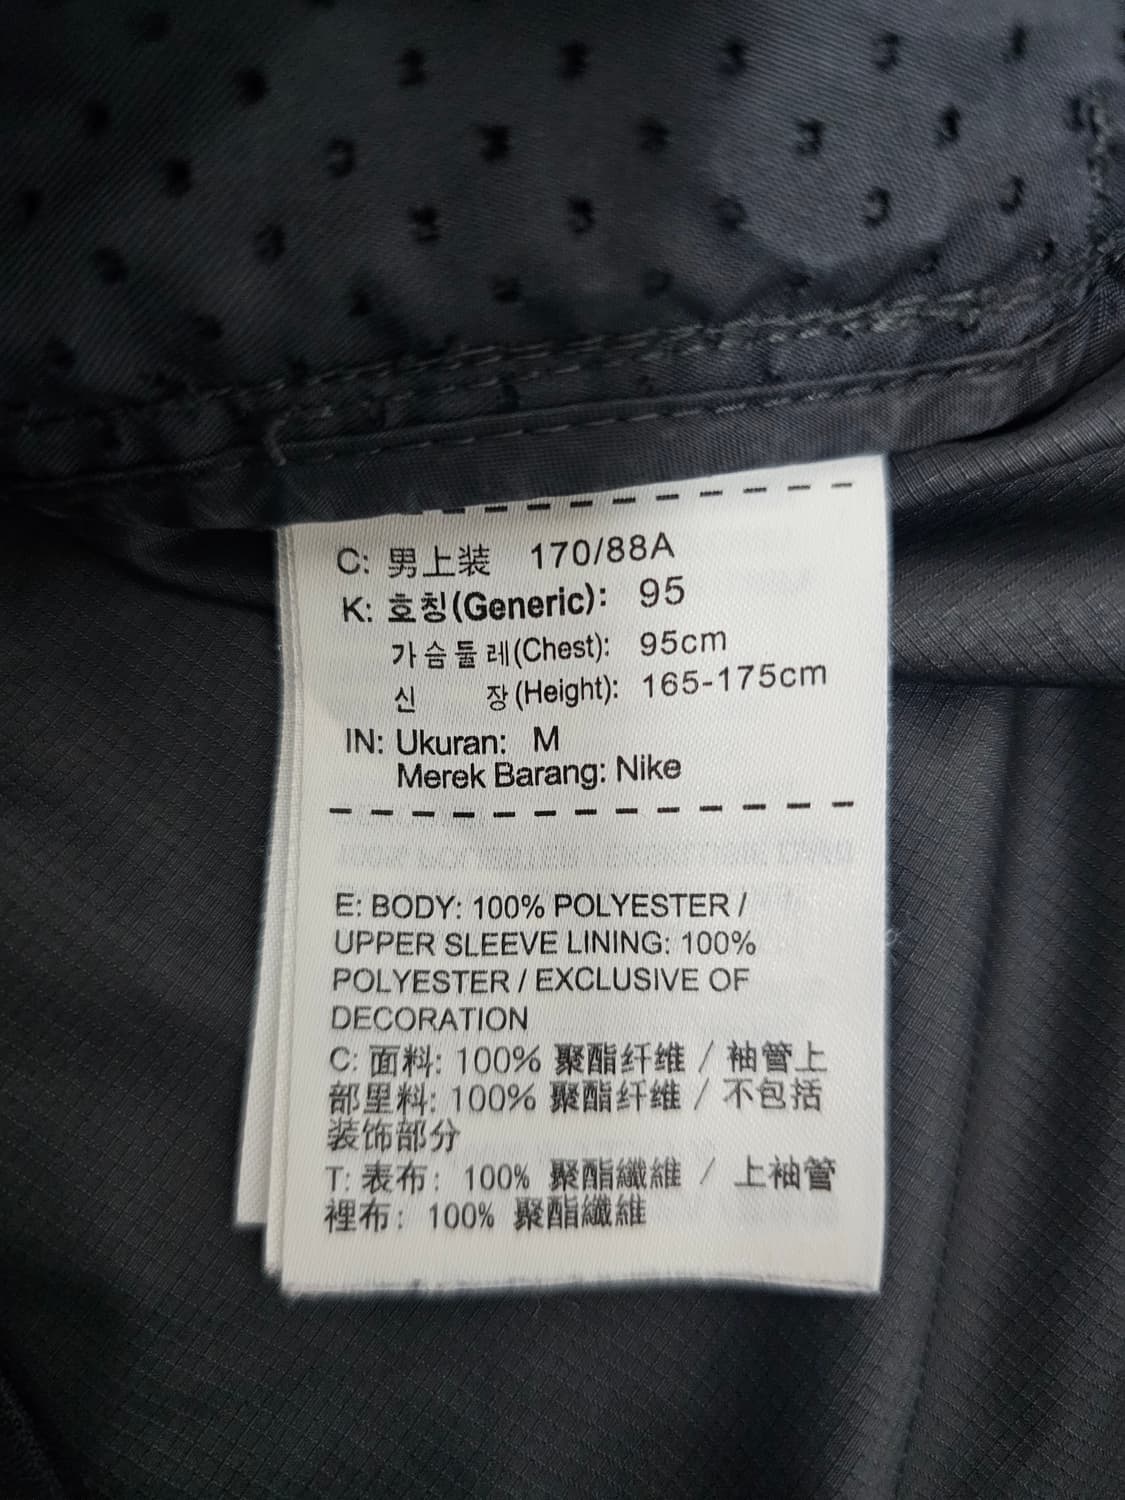 C: 男上装 170/88A
K: 호칭(Generic): 95
가슴둘레(Chest): 95cm
신 장(Height): 165-175cm
IN: Ukuran: M
Merek Barang: Nike
E: BODY: 100% POLYESTER /
UPPER SLEEVE LINING: 100%
POLYESTER / EXCLUSIVE OF
DECORATION
C: 面料: 100% 聚酯纤维 / 袖管上
部里料: 100% 聚酯纤维 / 不包括
装饰部分
T: 表布: 100% 聚酯纖維 / 上袖管
裡布: 100% 聚酯纖維